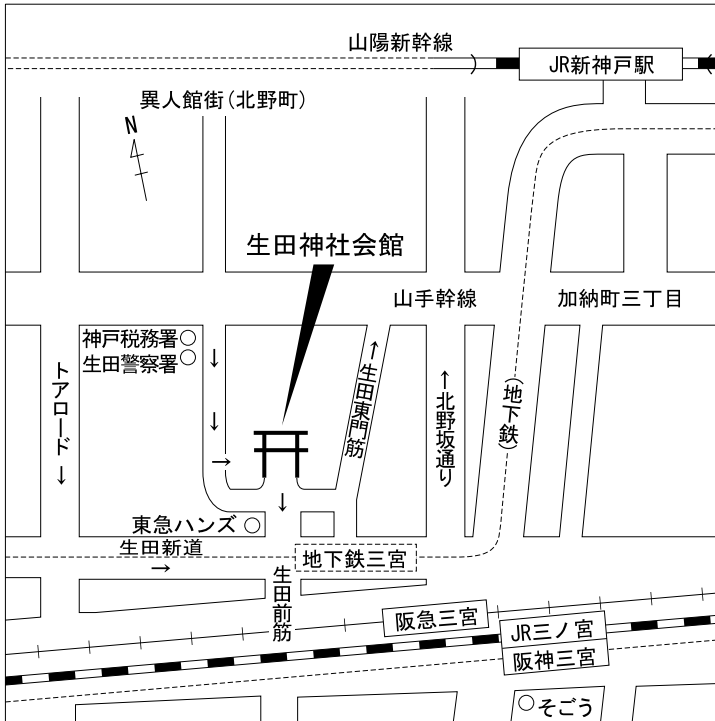 山陽新幹線
JR新神戸駅
異人館街(北野町)
N
生田神社会館
山手幹線
加納町三丁目
神戸税務署
生田警察署
トアロード→
→生田東門筋
→北野坂通り
(地下鉄)
東急ハンズ
生田新道
→
地下鉄三宮
生田前筋
阪急三宮
JR三ノ宮
阪神三宮
そごう